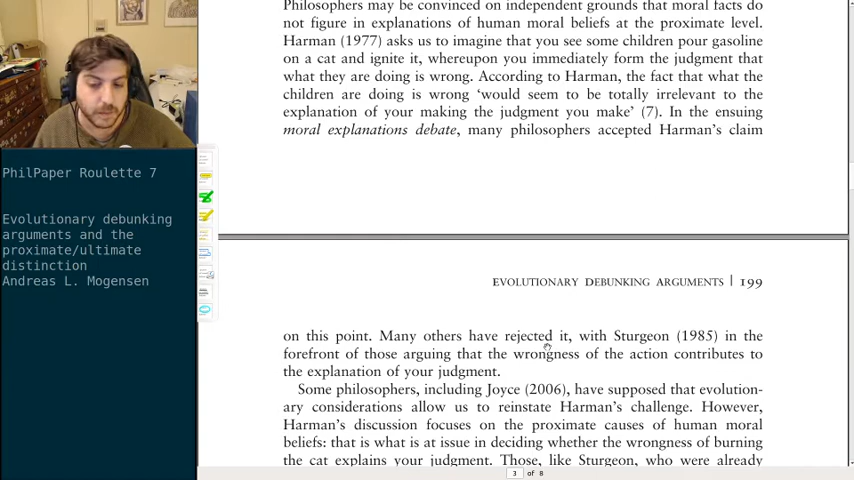 PhilPaper Roulette 7
Evolutionary debunking
arguments and the
proximate/ultimate
distinction
Andreas L. Mogensen
Philosophers may be convinced on independent grounds that moral facts do
not figure in explanations of human moral beliefs at the proximate level.
Harman (1977) asks us to imagine that you see some children pour gasoline
on a cat and ignite it, whereupon you immediately form the judgment that
what they are doing is wrong. According to Harman, the fact that what the
children are doing is wrong ‘would seem to be totally irrelevant to the
explanation of your making the judgment you make’ (7). In the ensuing
moral explanations debate, many philosophers accepted Harman’s claim
EVOLUTIONARY DEBUNKING ARGUMENTS | 199
on this point. Many others have rejected it, with Sturgeon (1985) in the
forefront of those arguing that the wrongness of the action contributes to
the explanation of your judgment.
Some philosophers, including Joyce (2006), have supposed that evolution-
ary considerations allow us to reinstate Harman’s challenge. However,
Harman’s discussion focuses on the proximate causes of human moral
beliefs: that is what is at issue in deciding whether the wrongness of burning
the cat explains your judgment. Those, like Sturgeon, who were already
3 of 8